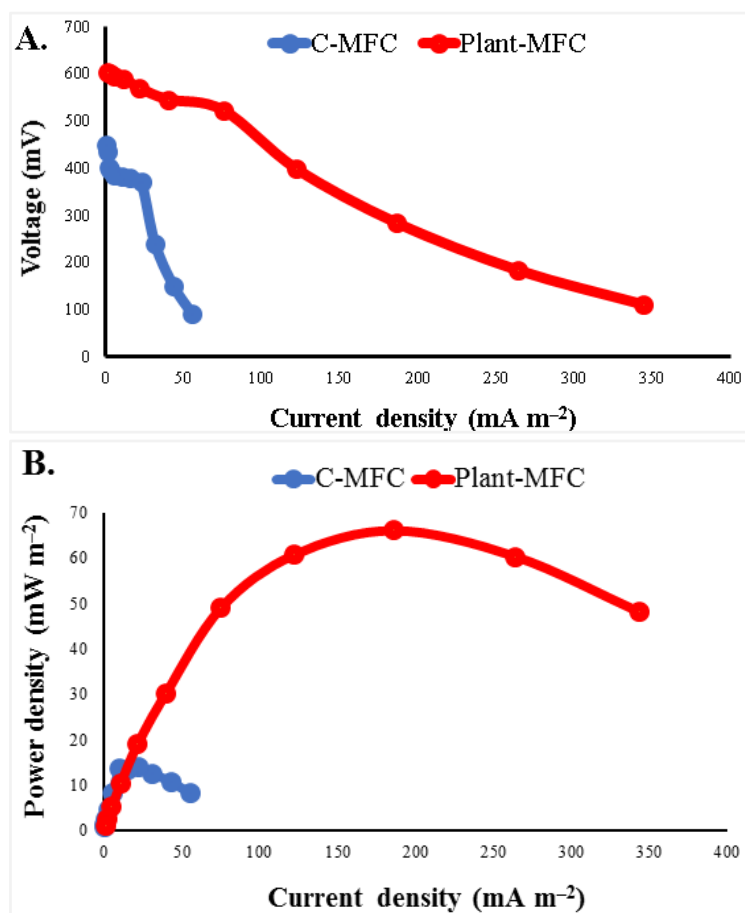 A.
C-MFC Plant-MFC
700
600
500
400
300
200
100
0
Voltage (mV)
0 50 100 150 200 250 300 350 400
Current density (mA m⁻²)
B.
C-MFC Plant-MFC
70
60
50
40
30
20
10
0
Power density (mW m⁻²)
0 50 100 150 200 250 300 350 400
Current density (mA m⁻²)